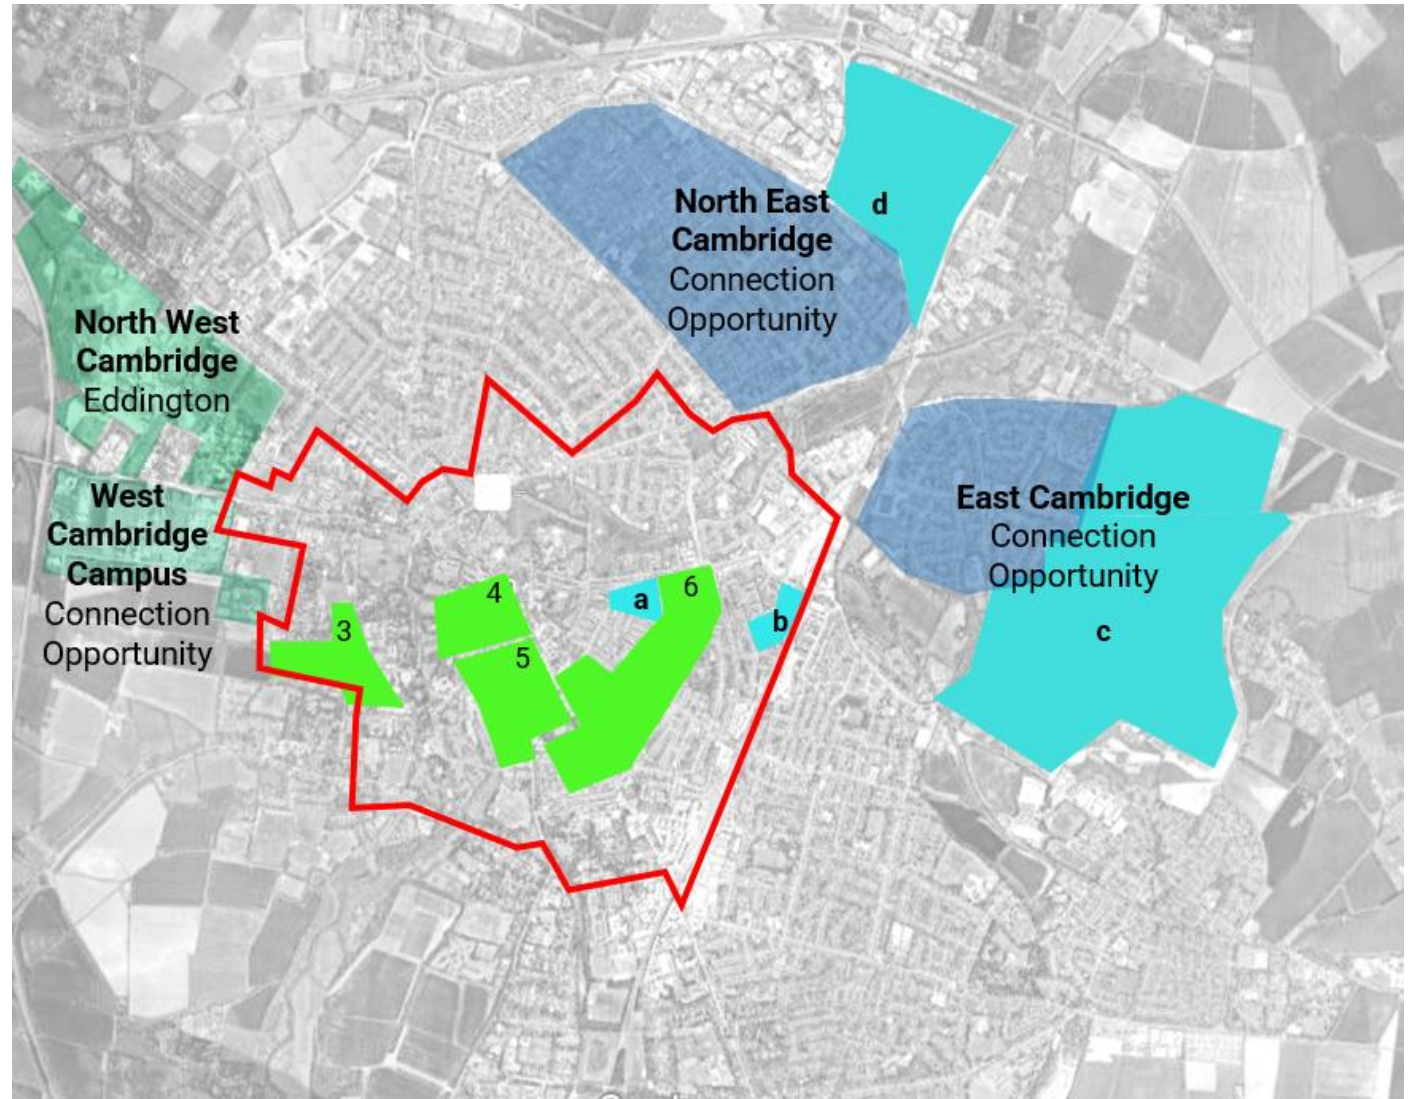 North East
Cambridge
Connection
Opportunity
d
North West
Cambridge
Eddington
West
Cambridge
Campus
Connection
Opportunity
East Cambridge
Connection
Opportunity
c
3
4
5
6
a
b